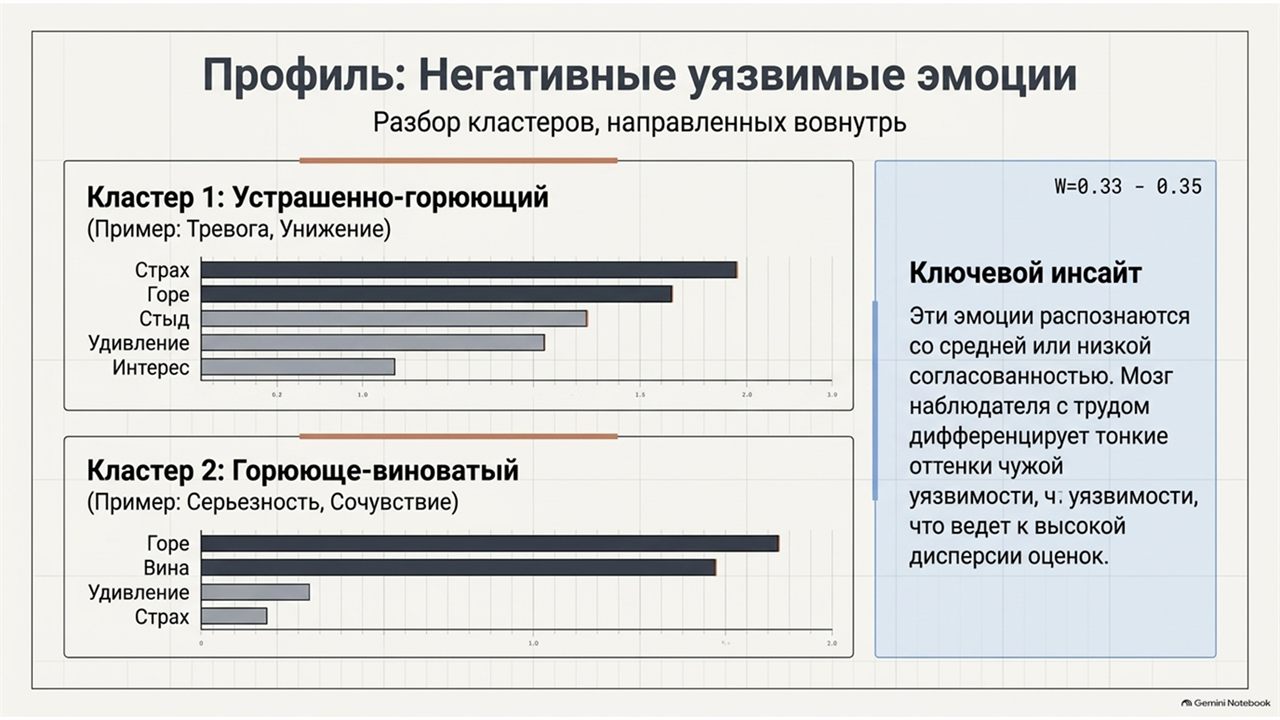 Профиль: Негативные уязвимые эмоции
Разбор кластеров, направленных вовнутрь
Кластер 1: Устрашенно-горюющий
(Пример: Тревога, Унижение)
Страх
Горе
Стыд
Удивление
Интерес
0.2 1.0 1.5 2.0 3.0
Кластер 2: Горююще-виноватый
(Пример: Серьезность, Сочувствие)
Горе
Вина
Удивление
Страх
0 1.0 2.0
W=0.33 - 0.35
Ключевой инсайт
Эти эмоции распознаются
со средней или низкой
согласованностью. Мозг
наблюдателя с трудом
дифференцирует тонкие
оттенки чужой
уязвимости, ч. уязвимости,
что ведет к высокой
дисперсии оценок.
Gemini Notebook